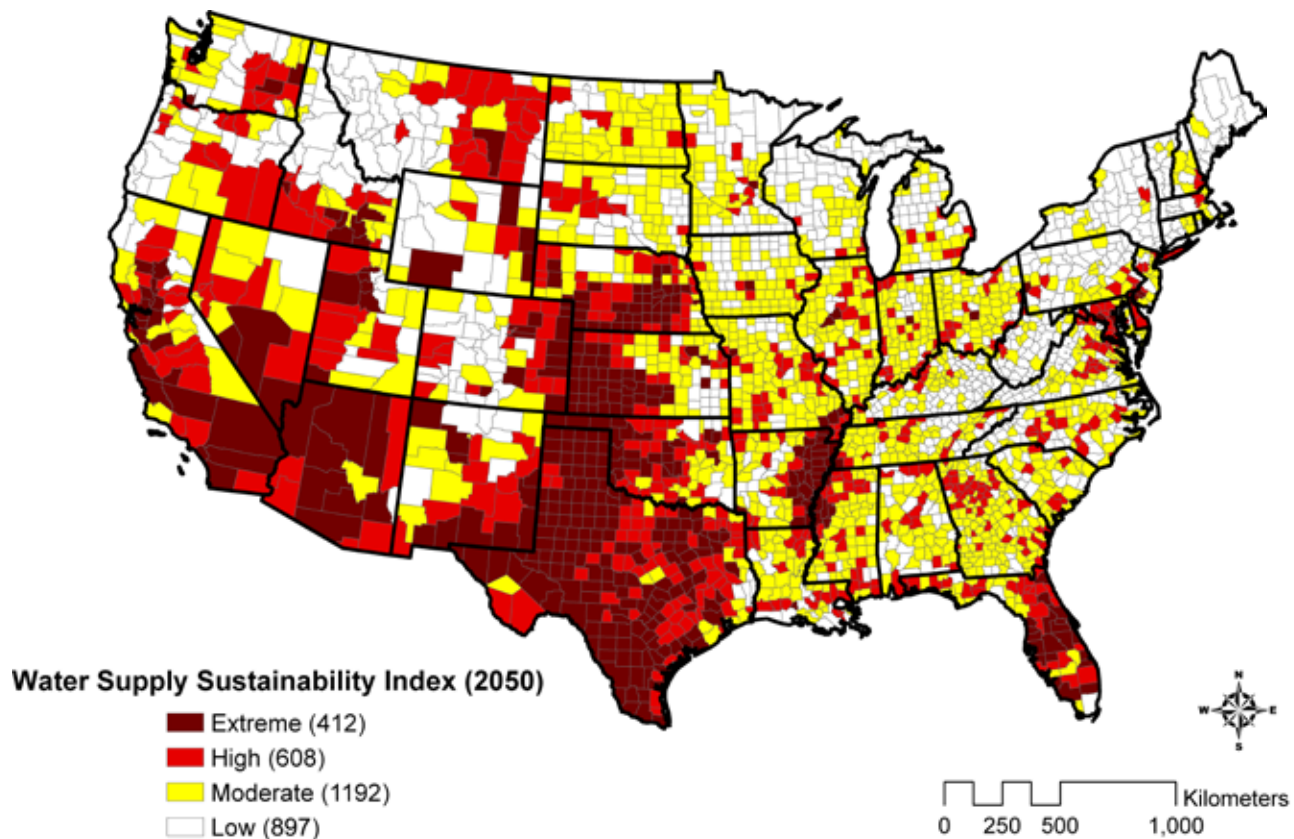 Water Supply Sustainability Index (2050)
Extreme (412)
High (608)
Moderate (1192)
Low (897)
N
W E
S
Kilometers
0 250 500 1,000